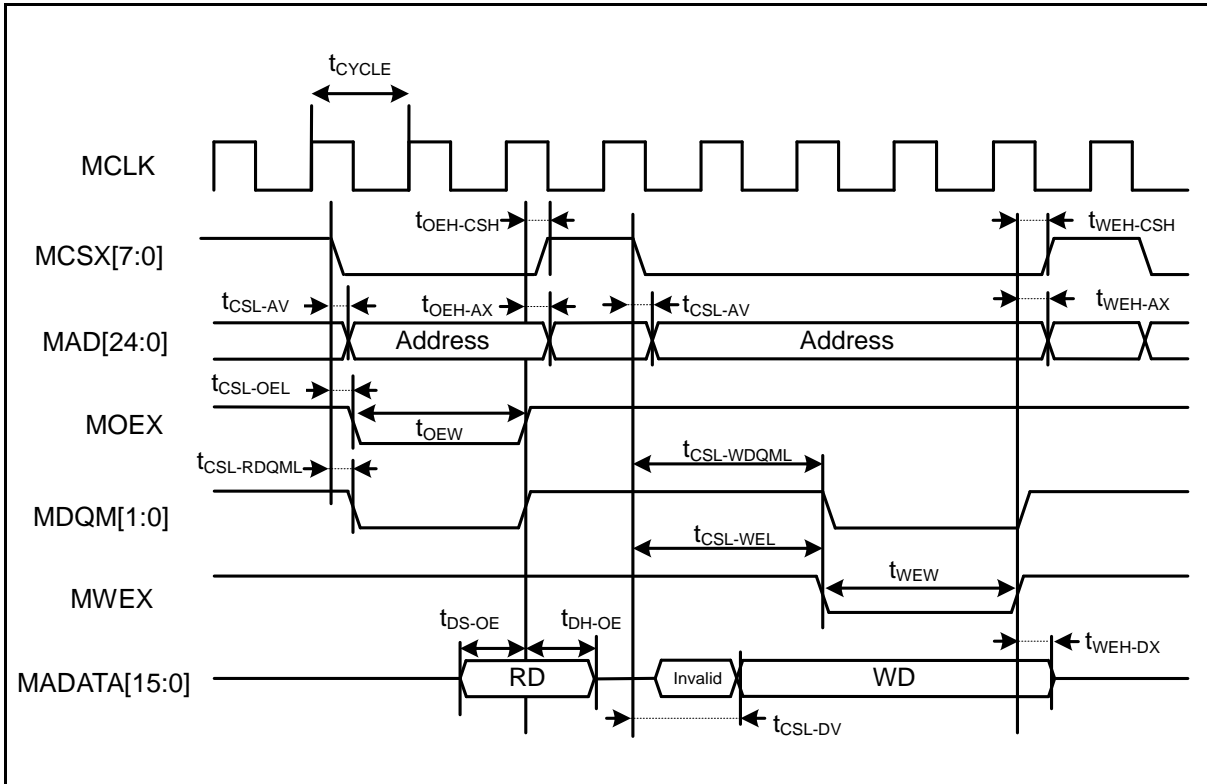 tCYCLE
MCLK
tOEH-CSH
tWEH-CSH
MCSX[7:0]
tCSL-AV
tOEH-AX
tCSL-AV
tWEH-AX
MAD[24:0]
Address
Address
tCSL-OEL
MOEX
tOEW
tCSL-WDQML
tCSL-RDQML
MDQM[1:0]
tCSL-WEL
tWEW
MWEX
tDS-OE
tDH-OE
tWEH-DX
MADATA[15:0]
RD
Invalid
WD
tCSL-DV